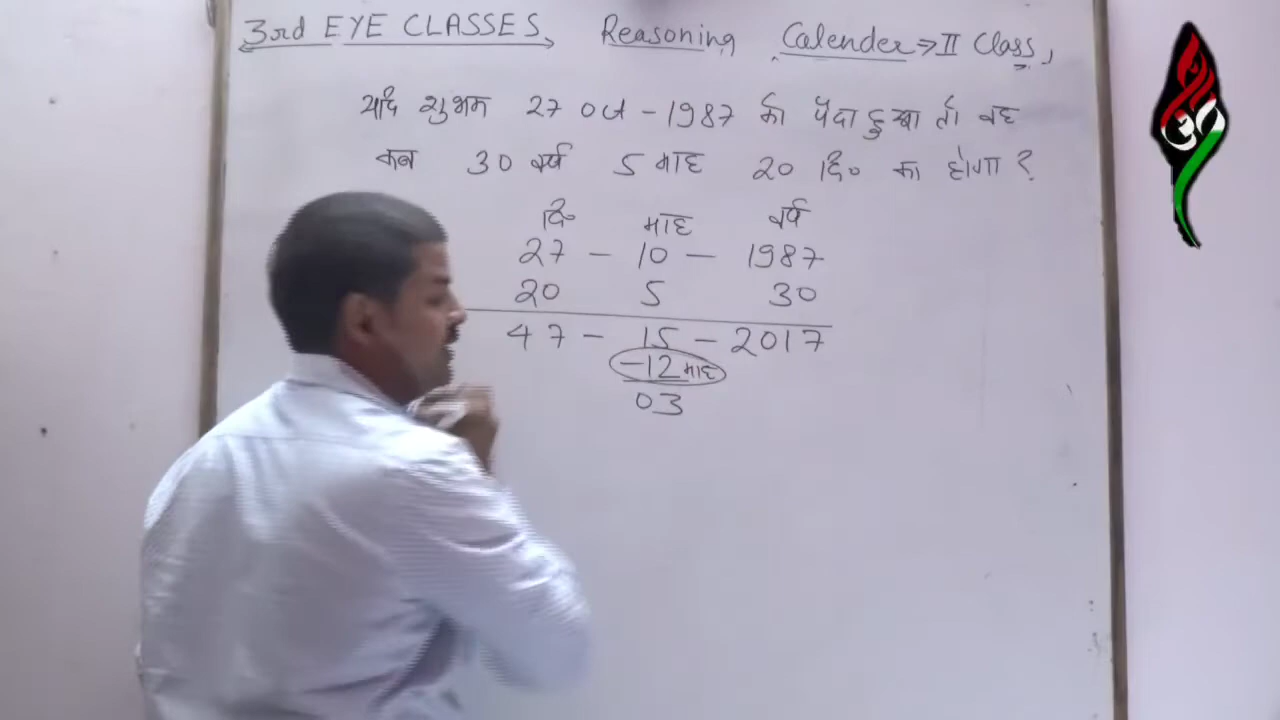 3rd EYE CLASSES, Reasoning Calender⇒II Class,
यदि शुभम 27 Oct - 1987 को पैदा हुआ तो वह
कब 30 वर्ष 5 माह 20 दि० का होगा ?
दि० माह वर्ष
27 - 10 - 1987
20 5 30
47 - 15 - 2017
-12 माह
03